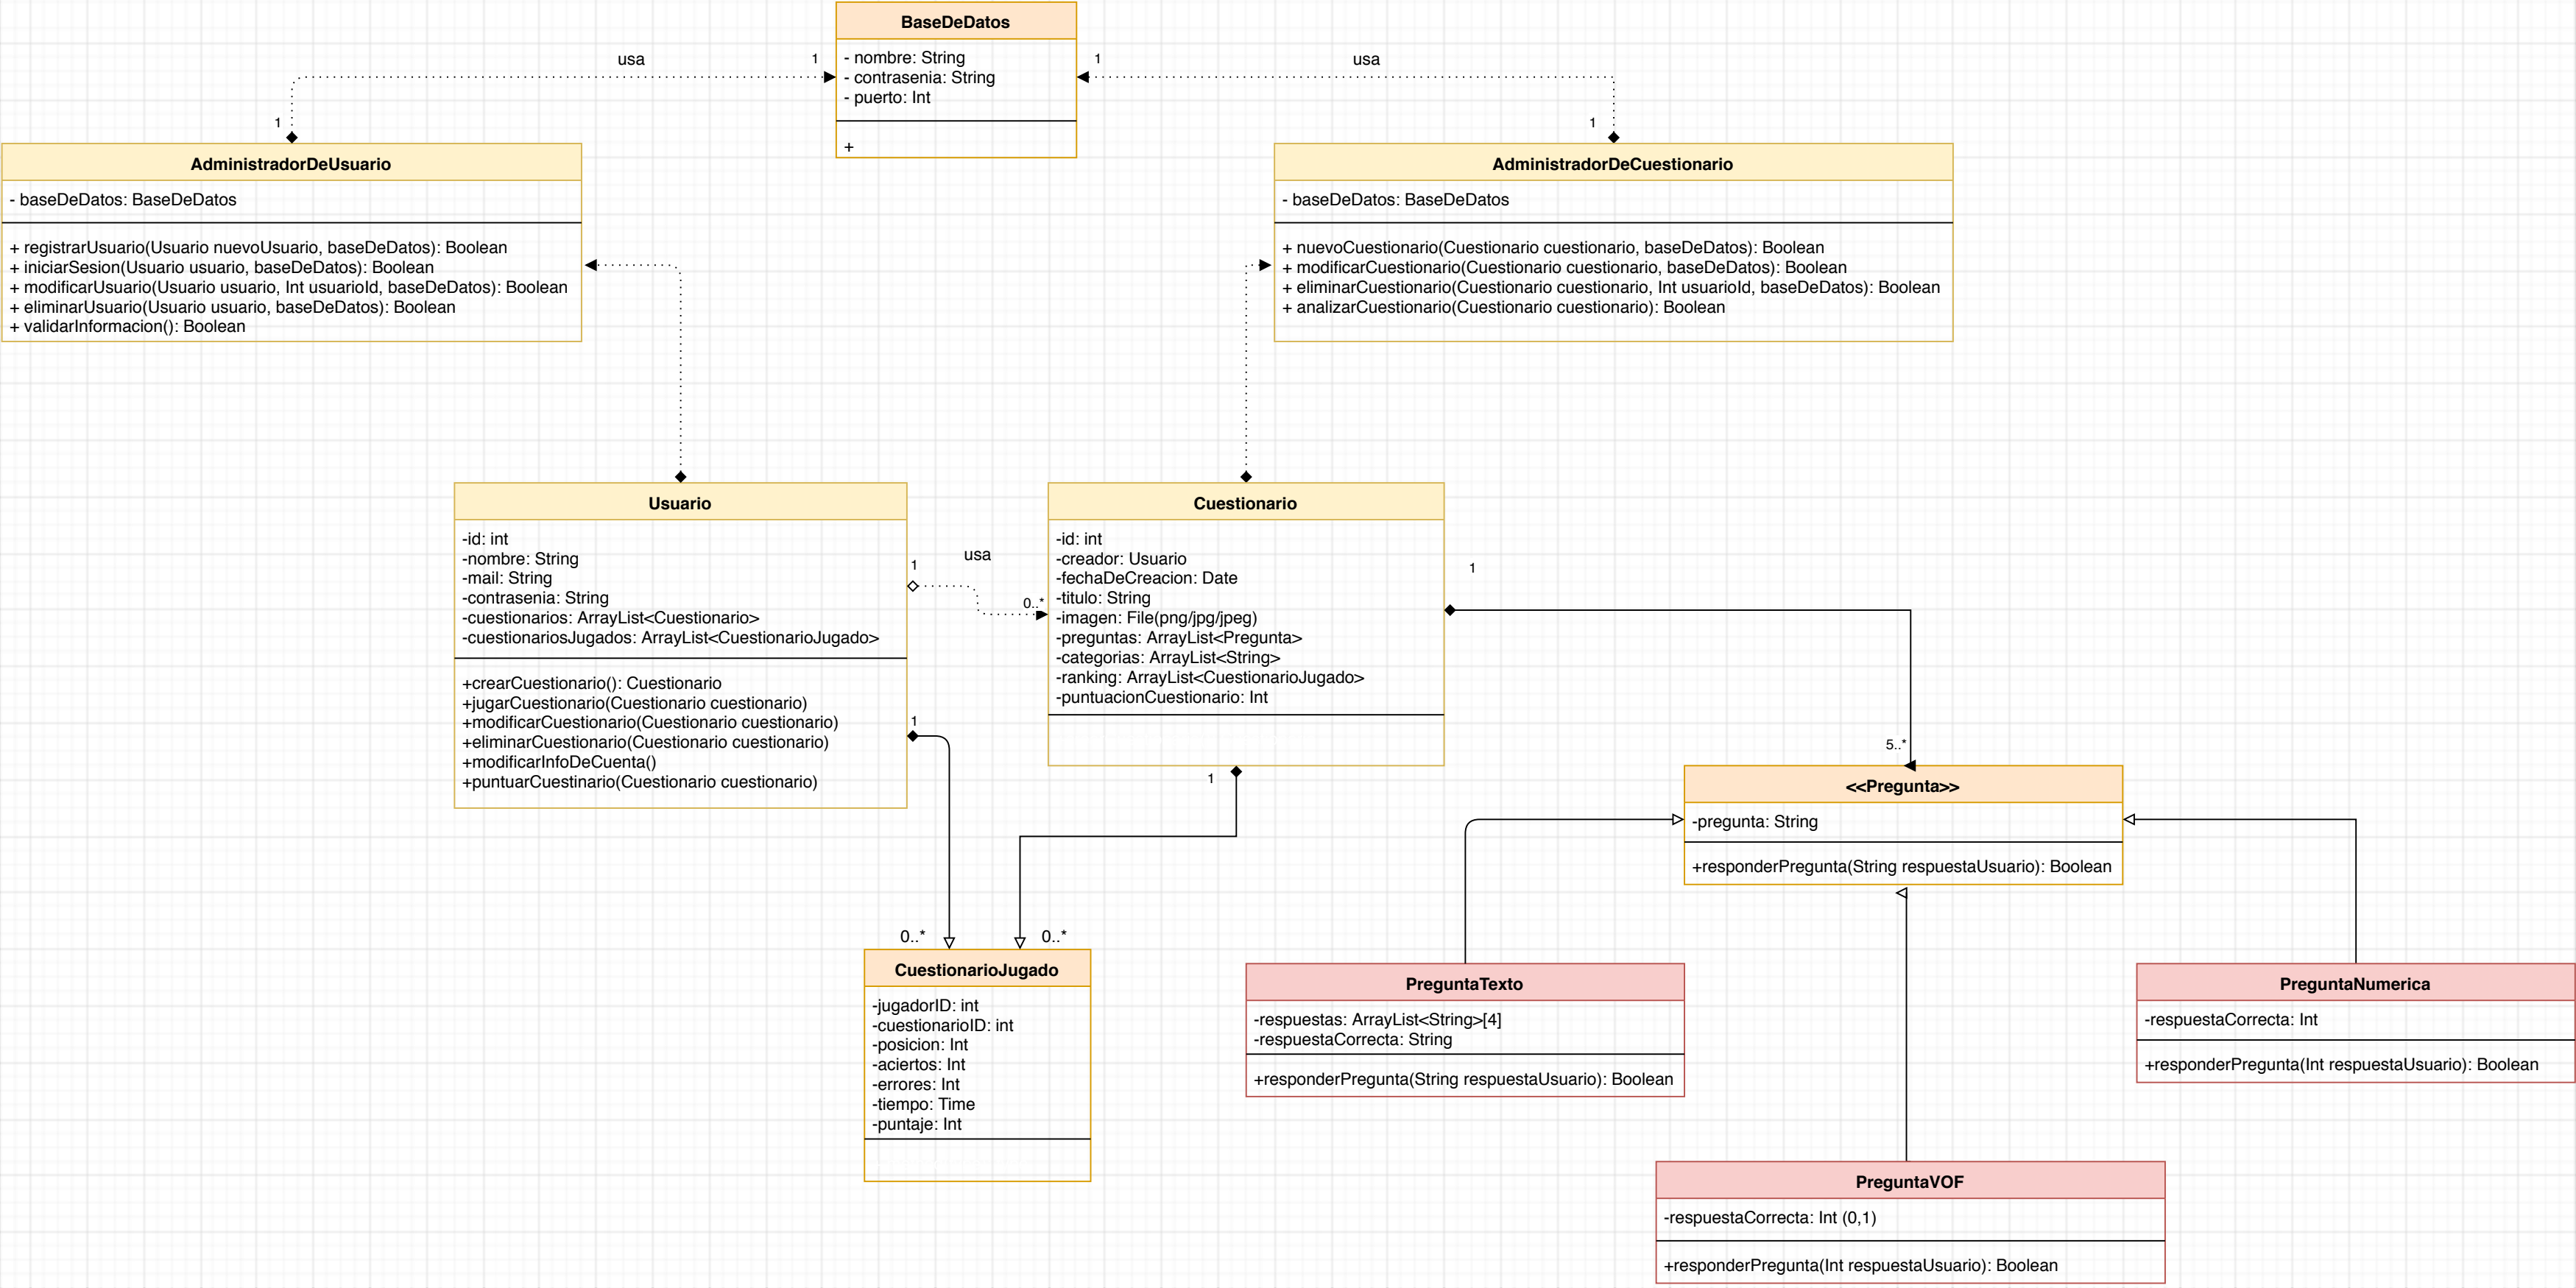 BaseDeDatos
- nombre: String
- contrasenia: String
- puerto: Int
+
usa
1
1
usa
1
1
AdministradorDeUsuario
- baseDeDatos: BaseDeDatos
+ registrarUsuario(Usuario nuevoUsuario, baseDeDatos): Boolean
+ iniciarSesion(Usuario usuario, baseDeDatos): Boolean
+ modificarUsuario(Usuario usuario, Int usuarioId, baseDeDatos): Boolean
+ eliminarUsuario(Usuario usuario, baseDeDatos): Boolean
+ validarInformacion(): Boolean
AdministradorDeCuestionario
- baseDeDatos: BaseDeDatos
+ nuevoCuestionario(Cuestionario cuestionario, baseDeDatos): Boolean
+ modificarCuestionario(Cuestionario cuestionario, baseDeDatos): Boolean
+ eliminarCuestionario(Cuestionario cuestionario, Int usuarioId, baseDeDatos): Boolean
+ analizarCuestionario(Cuestionario cuestionario): Boolean
Usuario
-id: int
-nombre: String
-mail: String
-contrasenia: String
-cuestionarios: ArrayList<Cuestionario>
-cuestionariosJugados: ArrayList<CuestionarioJugado>
+crearCuestionario(): Cuestionario
+jugarCuestionario(Cuestionario cuestionario)
+modificarCuestionario(Cuestionario cuestionario)
+eliminarCuestionario(Cuestionario cuestionario)
+modificarInfoDeCuenta()
+puntuarCuestinario(Cuestionario cuestionario)
usa
1
0..*
1
Cuestionario
-id: int
-creador: Usuario
-fechaDeCreacion: Date
-titulo: String
-imagen: File(png/jpg/jpeg)
-preguntas: ArrayList<Pregunta>
-categorias: ArrayList<String>
-ranking: ArrayList<CuestionarioJugado>
-puntuacionCuestionario: Int
1
1
5..*
<<Pregunta>>
-pregunta: String
+responderPregunta(String respuestaUsuario): Boolean
0..*
0..*
CuestionarioJugado
-jugadorID: int
-cuestionarioID: int
-posicion: Int
-aciertos: Int
-errores: Int
-tiempo: Time
-puntaje: Int
PreguntaTexto
-respuestas: ArrayList<String>[4]
-respuestaCorrecta: String
+responderPregunta(String respuestaUsuario): Boolean
PreguntaNumerica
-respuestaCorrecta: Int
+responderPregunta(Int respuestaUsuario): Boolean
PreguntaVOF
-respuestaCorrecta: Int (0,1)
+responderPregunta(Int respuestaUsuario): Boolean